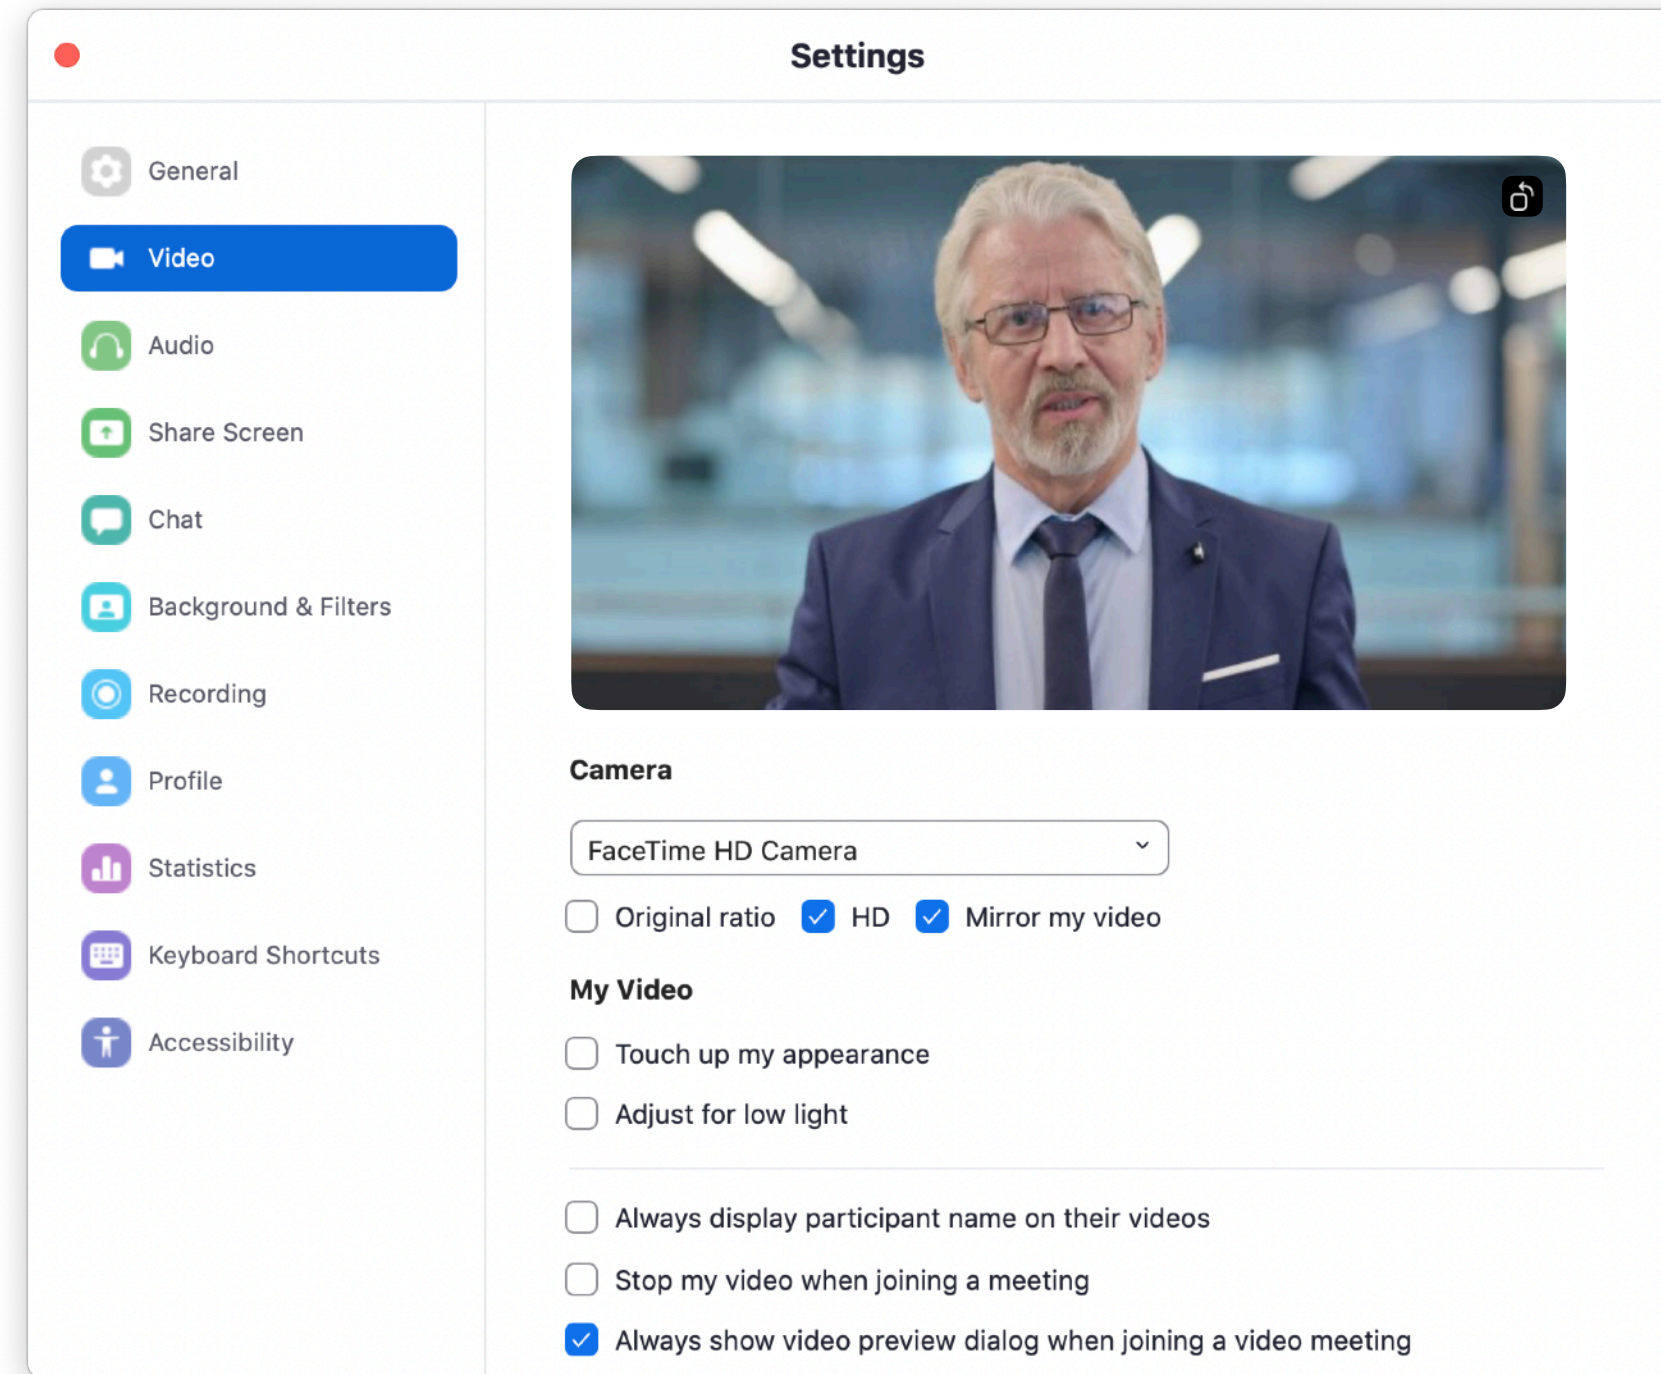 Settings
General
Video
Audio
Share Screen
Chat
Background & Filters
Recording
Profile
Statistics
Keyboard Shortcuts
Accessibility
Camera
FaceTime HD Camera
Original ratio HD Mirror my video
My Video
Touch up my appearance
Adjust for low light
Always display participant name on their videos
Stop my video when joining a meeting
Always show video preview dialog when joining a video meeting